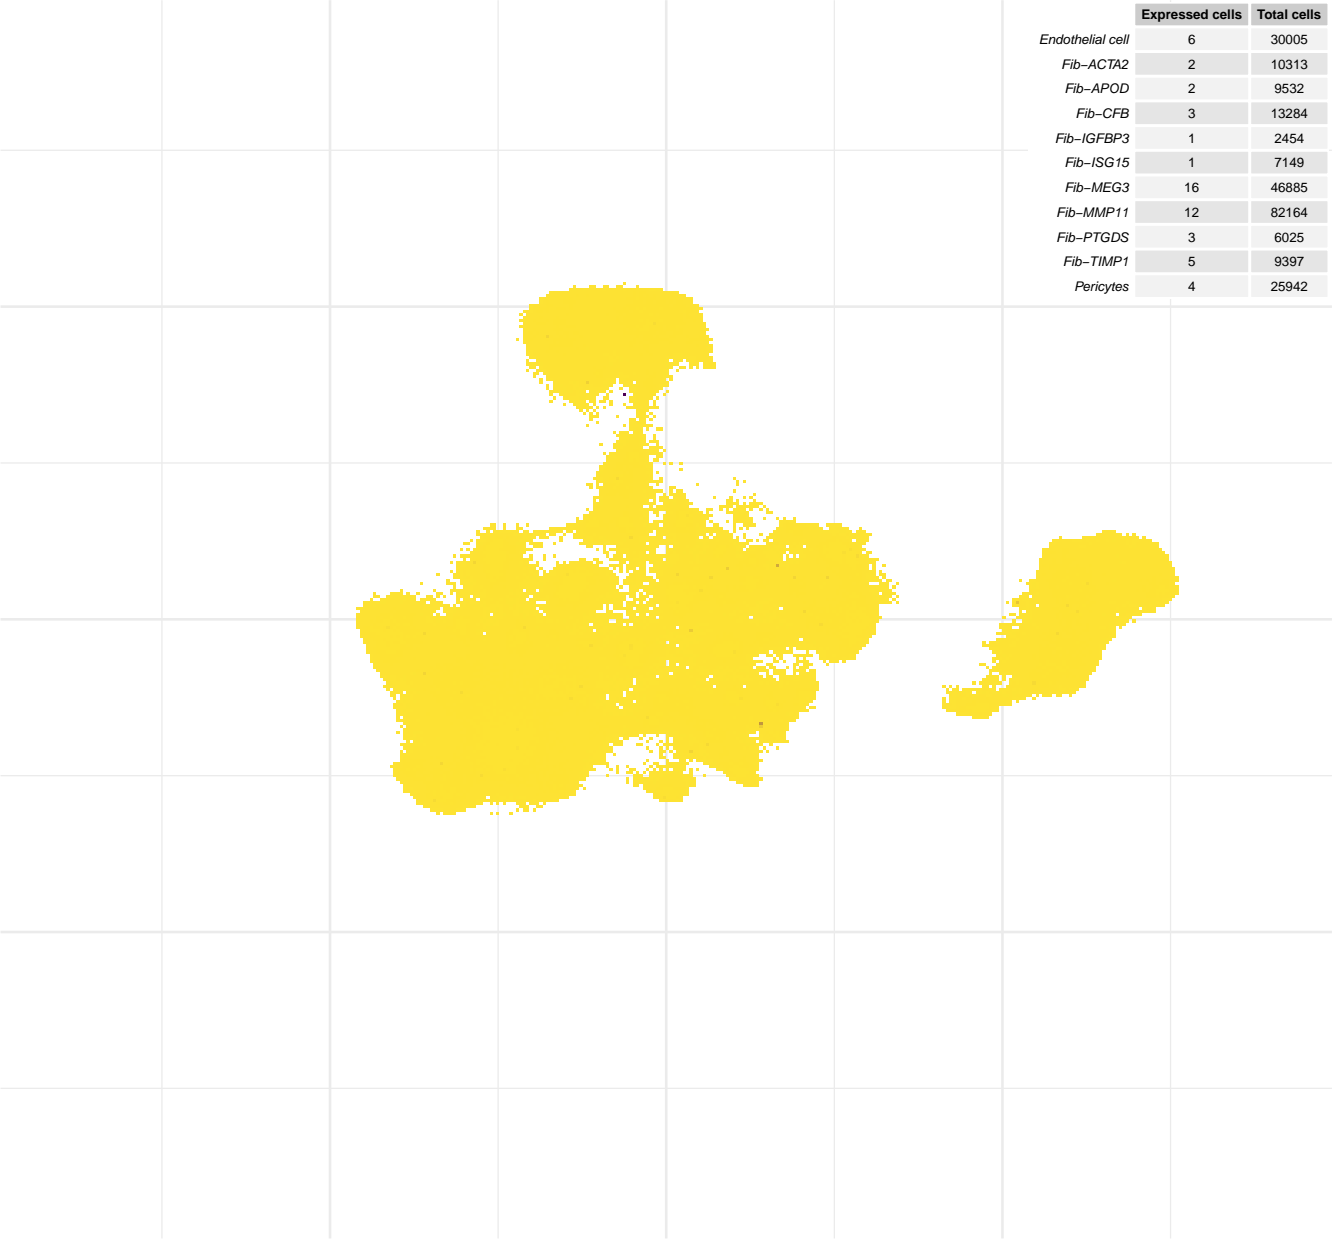 Expressed cells Total cells
Endothelial cell 6 30005
Fib−ACTA2 2 10313
Fib−APOD 2 9532
Fib−CFB 3 13284
Fib−IGFBP3 1 2454
Fib−ISG15 1 7149
Fib−MEG3 16 46885
Fib−MMP11 12 82164
Fib−PTGDS 3 6025
Fib−TIMP1 5 9397
Pericytes 4 25942